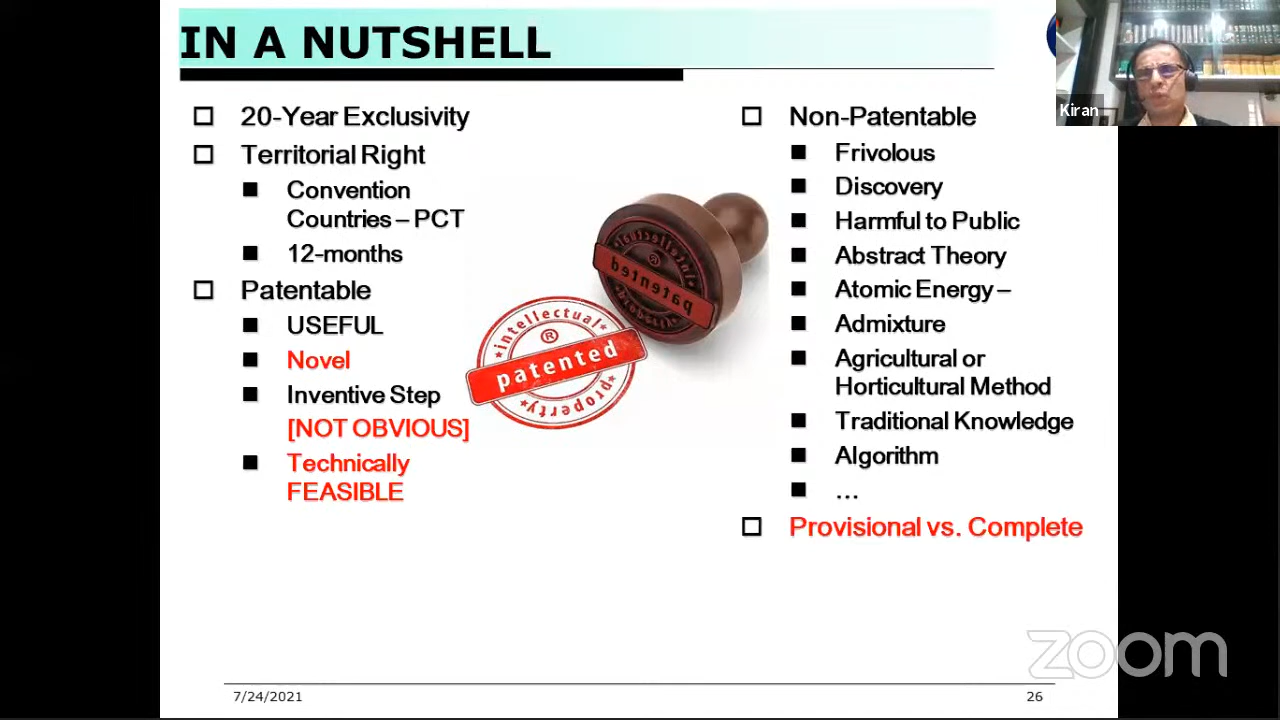 IN A NUTSHELL
20-Year Exclusivity
Territorial Right
Convention
Countries – PCT
12-months
Patentable
USEFUL
Novel
Inventive Step
[NOT OBVIOUS]
Technically
FEASIBLE
intellectual
®
patented
property
intellectual
®
patented
property
Non-Patentable
Frivolous
Discovery
Harmful to Public
Abstract Theory
Atomic Energy –
Admixture
Agricultural or
Horticultural Method
Traditional Knowledge
Algorithm
...
Provisional vs. Complete
Kiran
zoom
7/24/2021
26